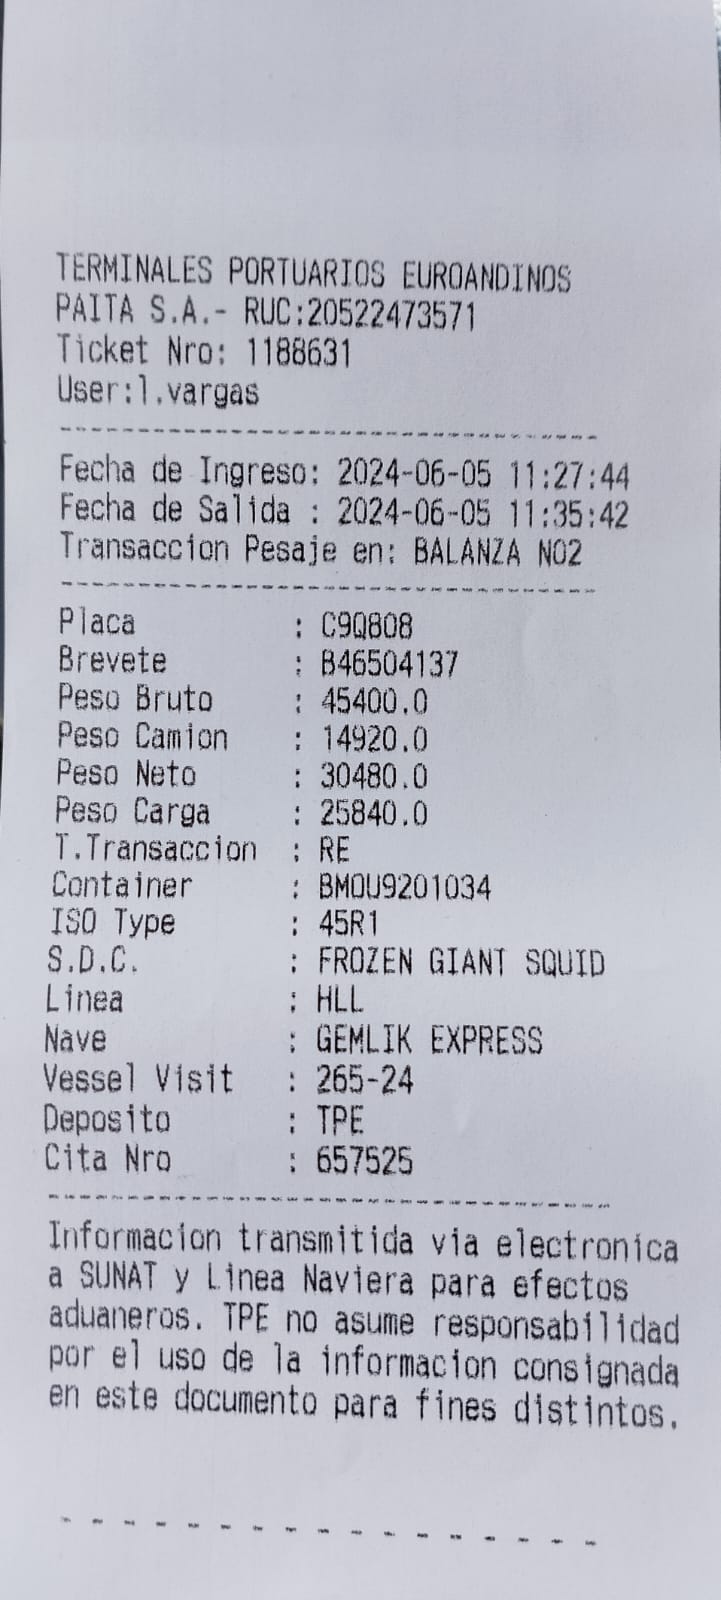 TERMINALES PORTUARIOS EUROANDINOS
PAITA S.A.- RUC:20522473571
Ticket Nro: 1188631
User:l.vargas
Fecha de Ingreso: 2024-06-05 11:27:44
Fecha de Salida : 2024-06-05 11:35:42
Transaccion Pesaje en: BALANZA NO2
Placa : C9Q808
Brevete : B46504137
Peso Bruto : 45400.0
Peso Camion : 14920.0
Peso Neto : 30480.0
Peso Carga : 25840.0
T.Transaccion : RE
Container : BMOU9201034
ISO Type : 45R1
S.D.C. : FROZEN GIANT SQUID
Linea : HLL
Nave : GEMLIK EXPRESS
Vessel Visit : 265-24
Deposito : TPE
Cita Nro : 657525
Informacion transmitida via electronica
a SUNAT y Linea Naviera para efectos
aduaneros. TPE no asume responsabilidad
por el uso de la informacion consignada
en este documento para fines distintos.